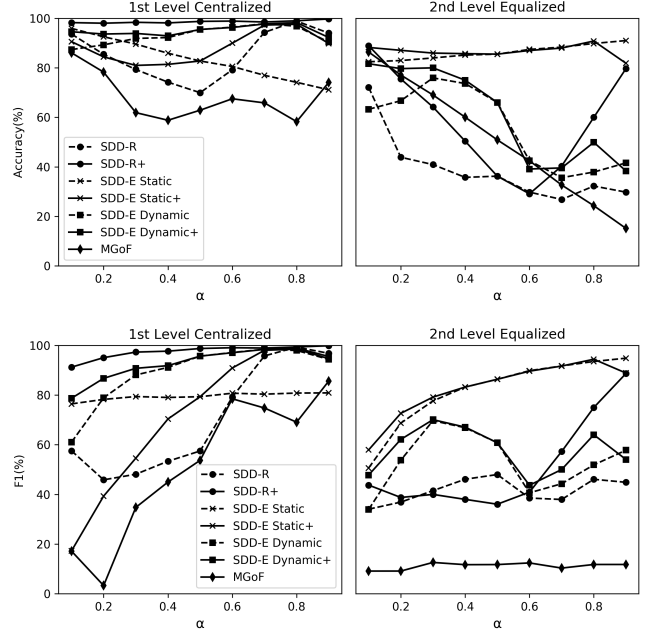 1st Level Centralized
2nd Level Equalized
Accuracy(%)
100
80
60
40
20
0
SDD-R
SDD-R+
SDD-E Static
SDD-E Static+
SDD-E Dynamic
SDD-E Dynamic+
MGoF
0.2 0.4 0.6 0.8
α
0.2 0.4 0.6 0.8
α
1st Level Centralized
2nd Level Equalized
F1(%)
100
80
60
40
20
0
SDD-R
SDD-R+
SDD-E Static
SDD-E Static+
SDD-E Dynamic
SDD-E Dynamic+
MGoF
0.2 0.4 0.6 0.8
α
0.2 0.4 0.6 0.8
α